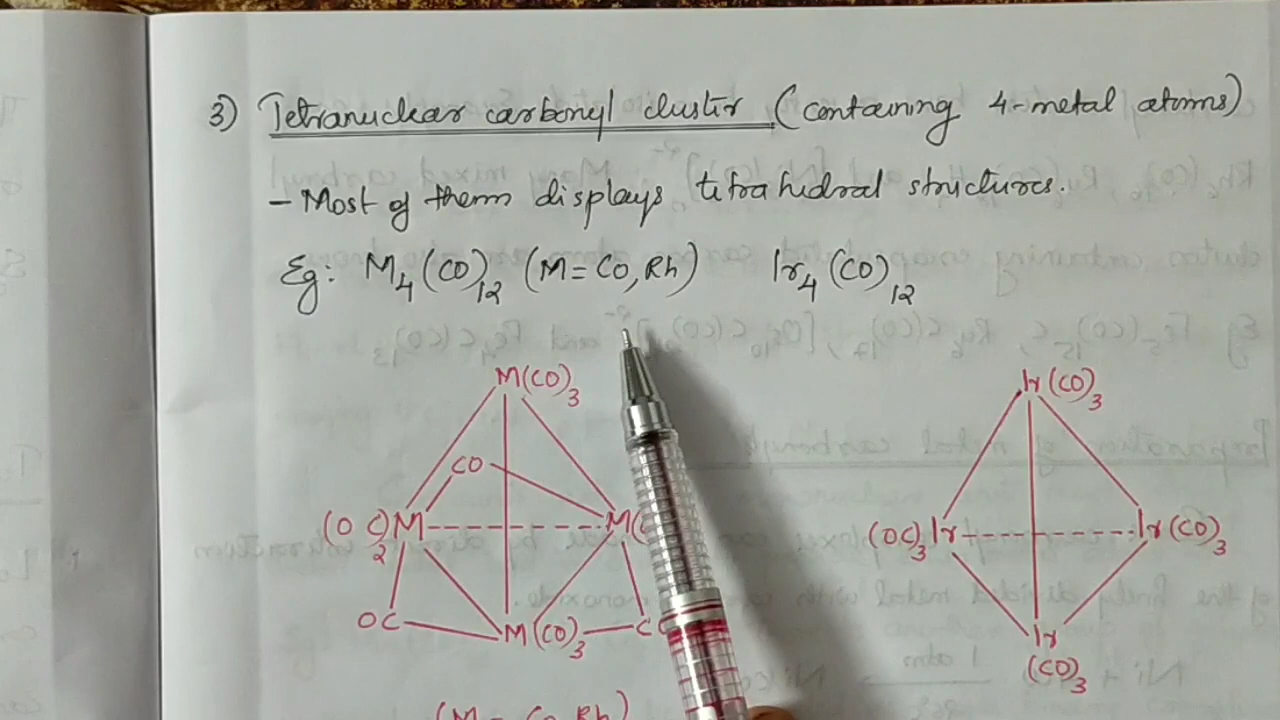 3) Tetranuclear carbonyl cluster (containing 4-metal atoms)
- Most of them displays tetrahedral structures.
Eg: M4(CO)12 (M=Co,Rh) Ir4(CO)12
M(CO)3
Ir(CO)3
CO
(OC)2M M(
(OC)3Ir Ir(CO)3
OC M(CO)3 C
Ir(CO)3
(M = Co, Rh)